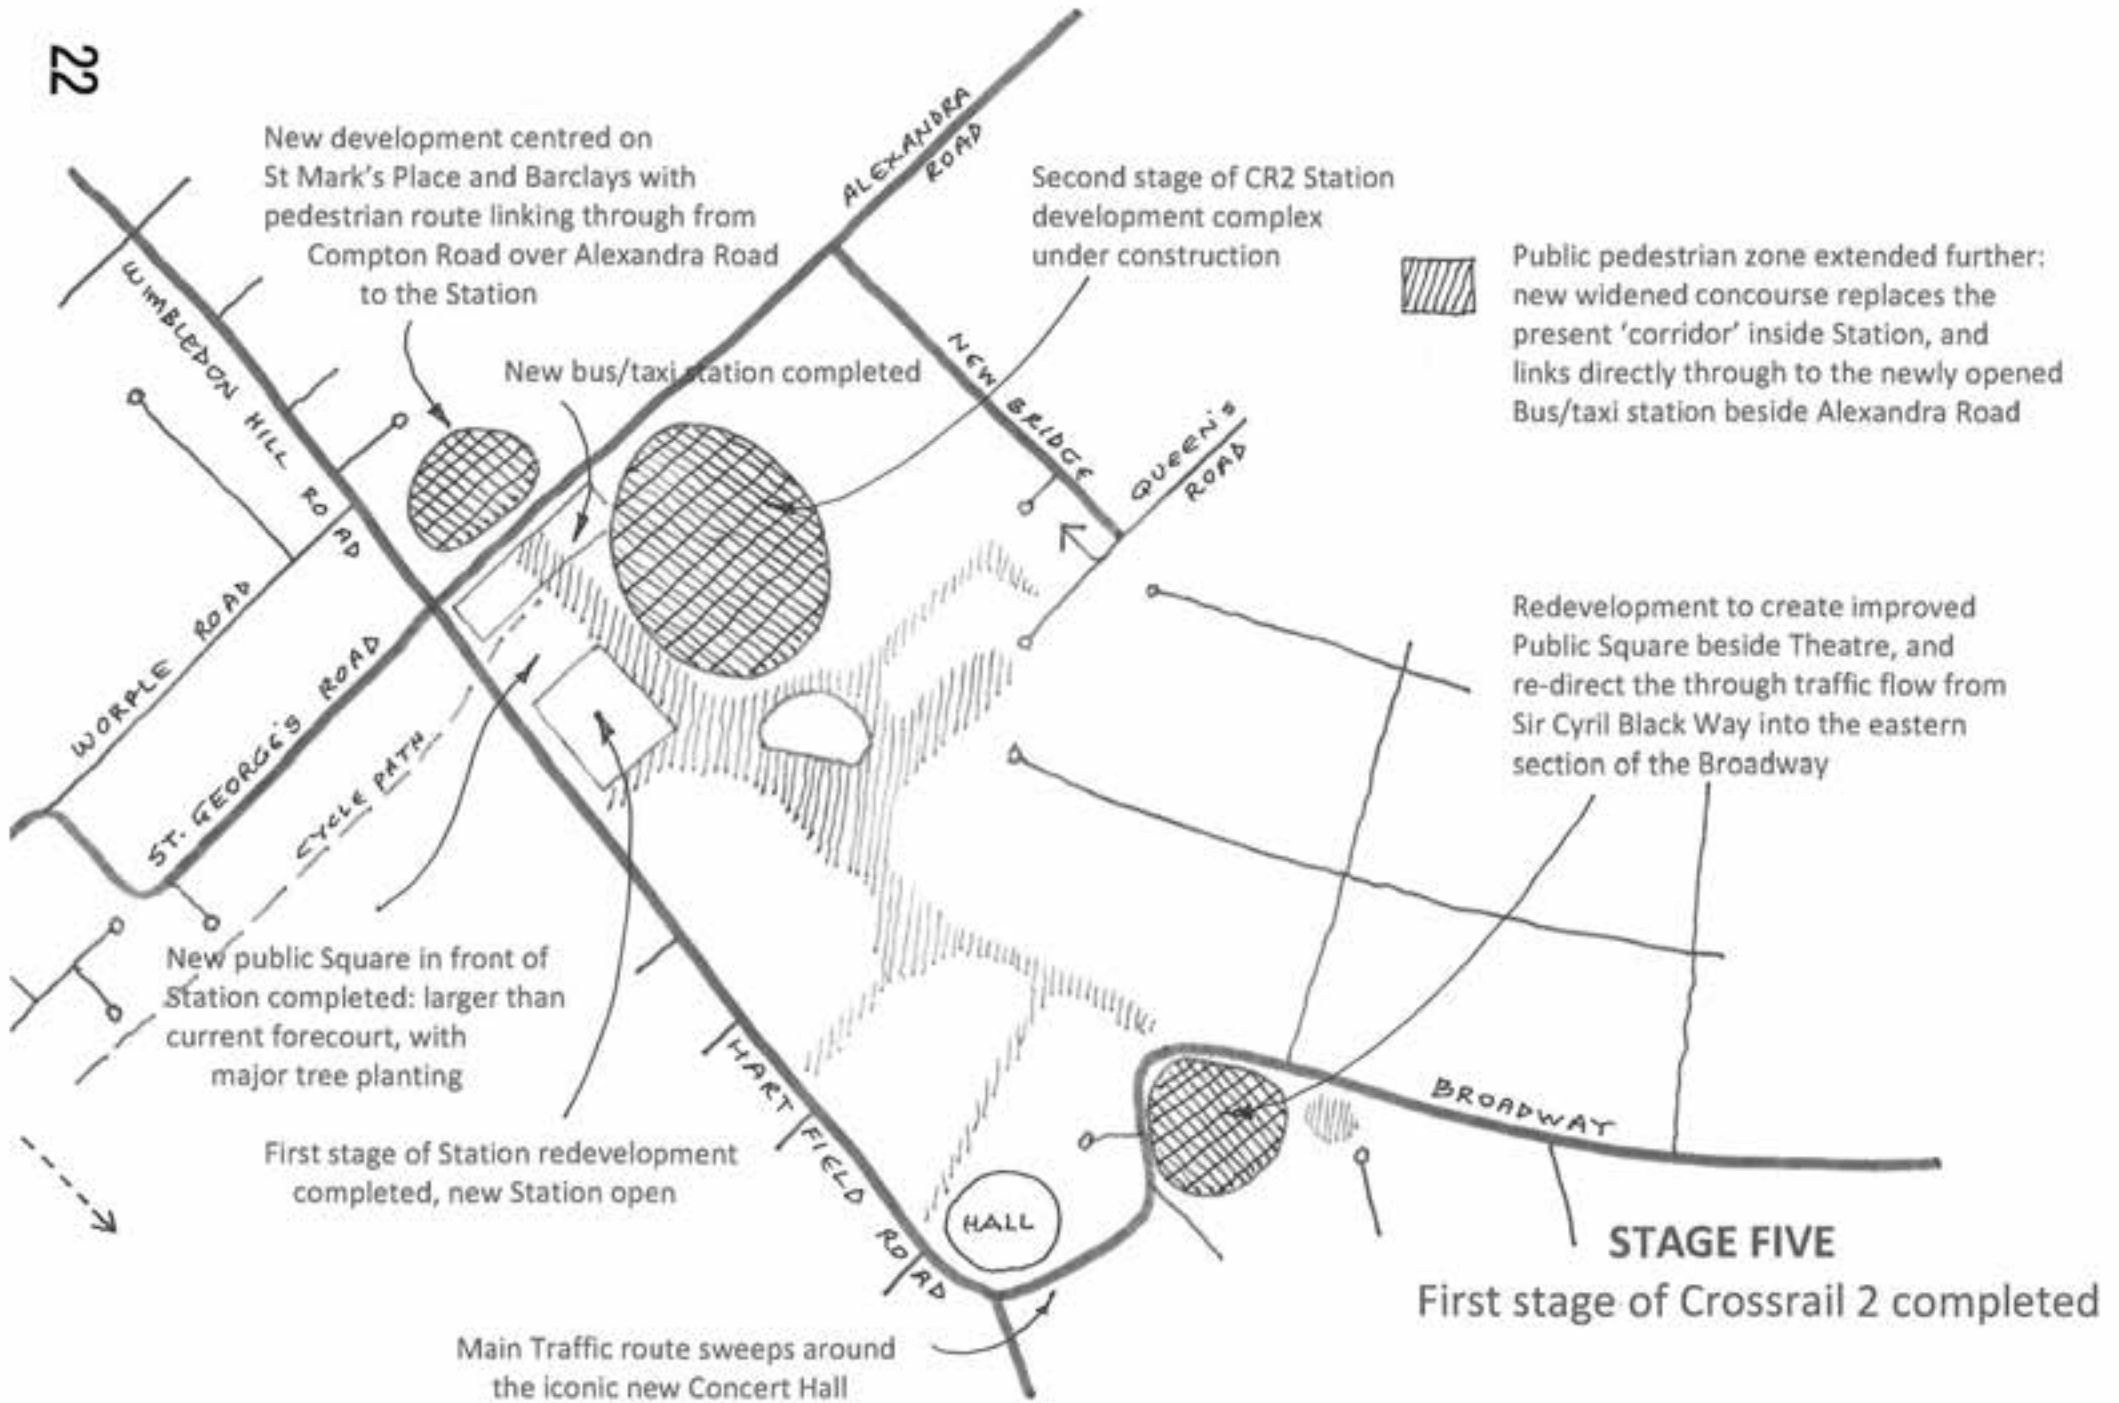 22
New development centred on
St Mark's Place and Barclays with
pedestrian route linking through from
Compton Road over Alexandra Road
to the Station
ALEXANDRA
ROAD
Second stage of CR2 Station
development complex
under construction
Public pedestrian zone extended further:
new widened concourse replaces the
present 'corridor' inside Station, and
links directly through to the newly opened
Bus/taxi station beside Alexandra Road
WIMBLEDON HILL ROAD
New bus/taxi station completed
NEW BRIDGE
QUEEN'S
ROAD
WORPLE ROAD
ST. GEORGE'S ROAD
CYCLE PATH
Redevelopment to create improved
Public Square beside Theatre, and
re-direct the through traffic flow from
Sir Cyril Black Way into the eastern
section of the Broadway
New public Square in front of
Station completed: larger than
current forecourt, with
major tree planting
HARTFIELD ROAD
BROADWAY
First stage of Station redevelopment
completed, new Station open
HALL
STAGE FIVE
First stage of Crossrail 2 completed
Main Traffic route sweeps around
the iconic new Concert Hall